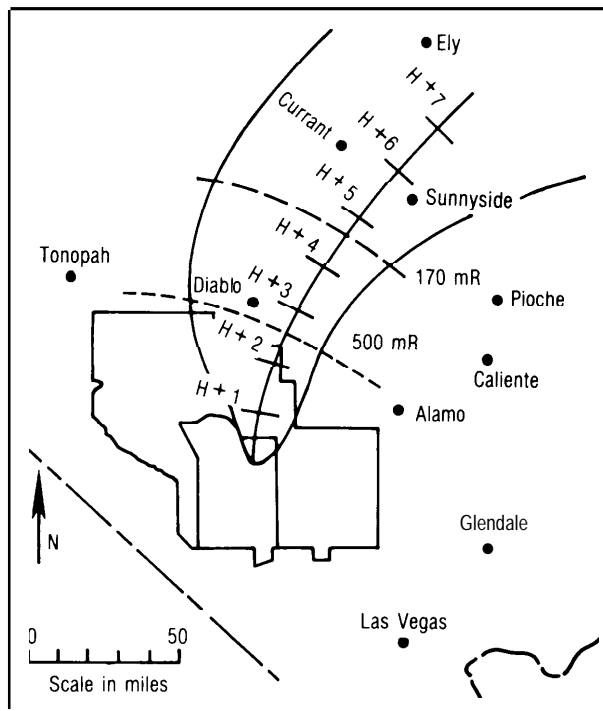 Ely
H + 7
Currant
H + 6
H + 5
Sunnyside
H + 4
Tonopah
170 mR
Diablo
H + 3
Pioche
500 mR
H + 2
Caliente
H + 1
Alamo
N
Glendale
Las Vegas
0 50
Scale in miles